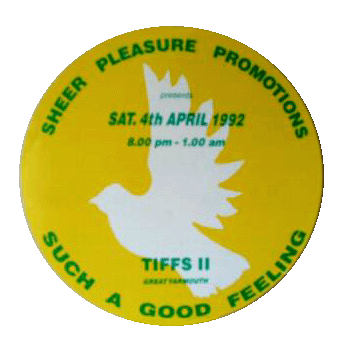 SHEER PLEASURE PROMOTIONS
presents
SAT. 4th APRIL 1992
8.00 pm - 1.00 am
TIFFS II
GREAT YARMOUTH
SUCH A GOOD FEELING